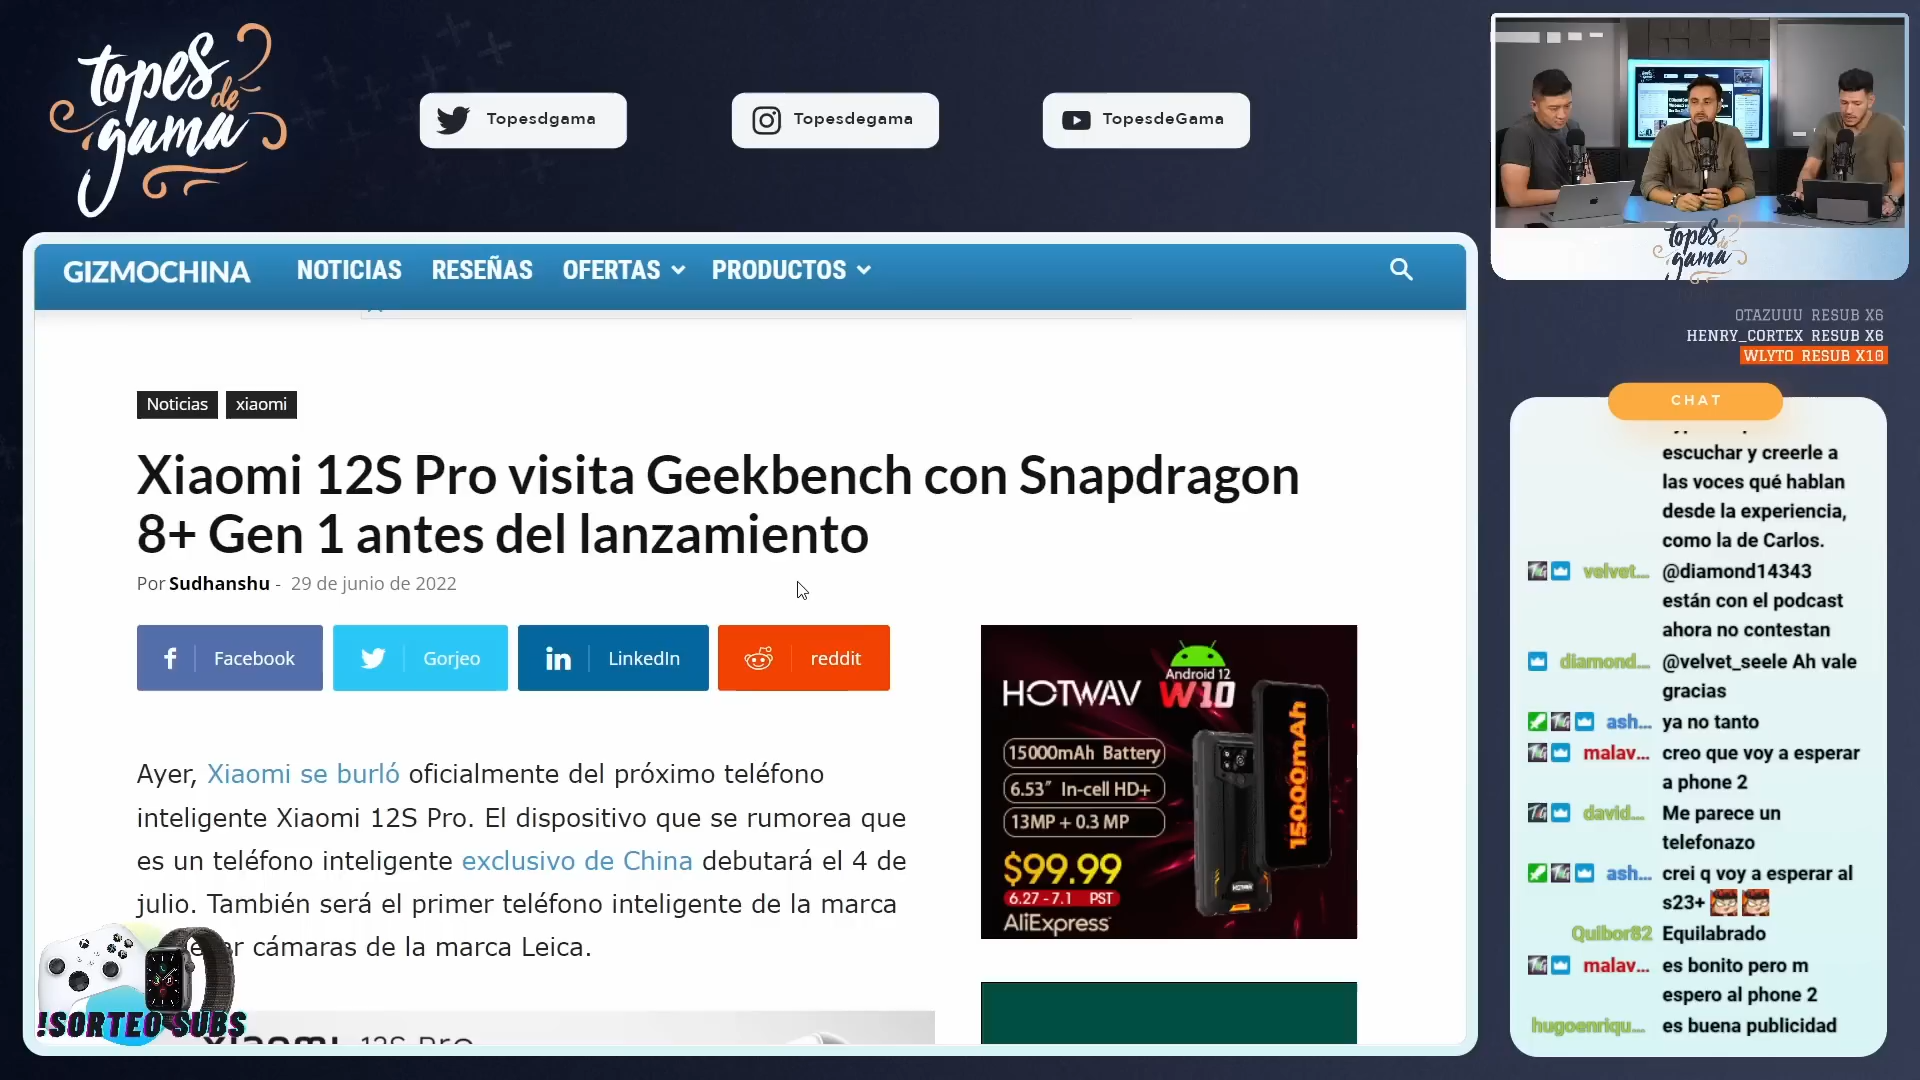 topes de gama
Topesdgama
Topesdegama
TopesdeGama
topes de gama
OTAZUUU RESUB X6
HENRY_CORTEX RESUB X6
WLYTO RESUB X10
GIZMOCHINA
NOTICIAS
RESEÑAS
OFERTAS
PRODUCTOS
Noticias
xiaomi
Xiaomi 12S Pro visita Geekbench con Snapdragon
8+ Gen 1 antes del lanzamiento
Por Sudhanshu - 29 de junio de 2022
Facebook
Gorjeo
LinkedIn
reddit
Ayer, Xiaomi se burló oficialmente del próximo teléfono
inteligente Xiaomi 12S Pro. El dispositivo que se rumorea que
es un teléfono inteligente exclusivo de China debutará el 4 de
julio. También será el primer teléfono inteligente de la marca
cámaras de la marca Leica.
!SORTEO SUBS
xiaomi 12S Pro
Android 12
HOTWAV W10
15000mAh Battery
6.53" In-cell HD+
13MP + 0.3 MP
$99.99
6.27 - 7.1 PST
AliExpress
15000mAh
HOTWAV
CHAT
escuchar y creerle a
las voces qué hablan
desde la experiencia,
como la de Carlos.
velvet... @diamond14343
están con el podcast
ahora no contestan
diamond... @velvet_seele Ah vale
gracias
ash... ya no tanto
malav... creo que voy a esperar
a phone 2
david... Me parece un
telefonazo
ash... crei q voy a esperar al
s23+
Quibor82 Equilabrado
malav... es bonito pero m
espero al phone 2
hugoenriqu... es buena publicidad